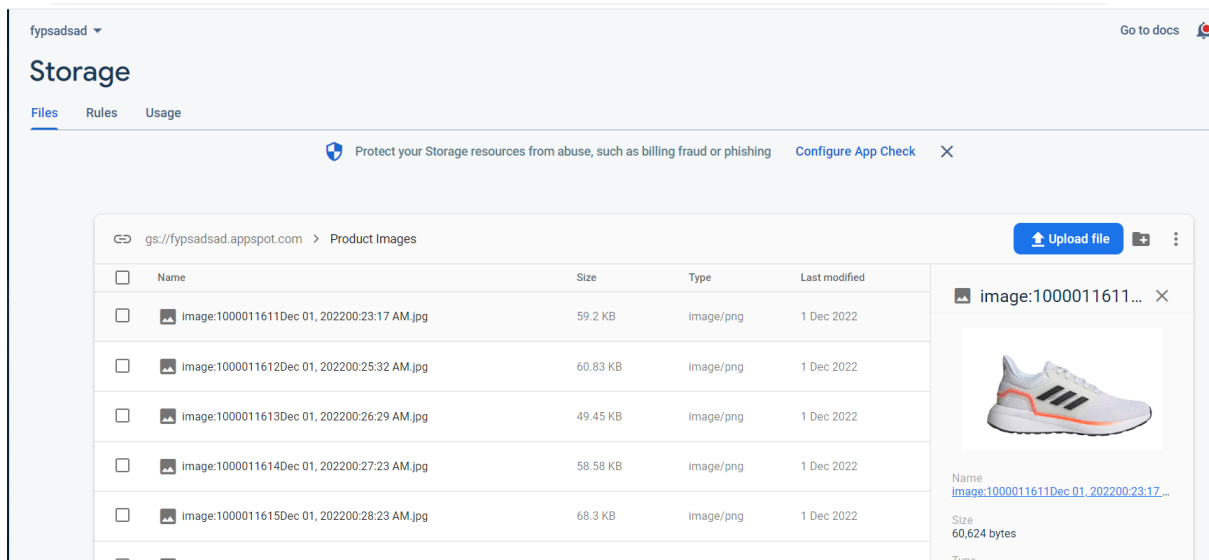 fypsadsad
Go to docs
Storage
Files Rules Usage
Protect your Storage resources from abuse, such as billing fraud or phishing Configure App Check
gs://fypsadsad.appspot.com > Product Images
Upload file
Name Size Type Last modified
image:1000011611Dec 01, 202200:23:17 AM.jpg 59.2 KB image/png 1 Dec 2022
image:1000011612Dec 01, 202200:25:32 AM.jpg 60.83 KB image/png 1 Dec 2022
image:1000011613Dec 01, 202200:26:29 AM.jpg 49.45 KB image/png 1 Dec 2022
image:1000011614Dec 01, 202200:27:23 AM.jpg 58.58 KB image/png 1 Dec 2022
image:1000011615Dec 01, 202200:28:23 AM.jpg 68.3 KB image/png 1 Dec 2022
image:1000011611...
Name
image:1000011611Dec 01, 202200:23:17 ...
Size
60,624 bytes
Type